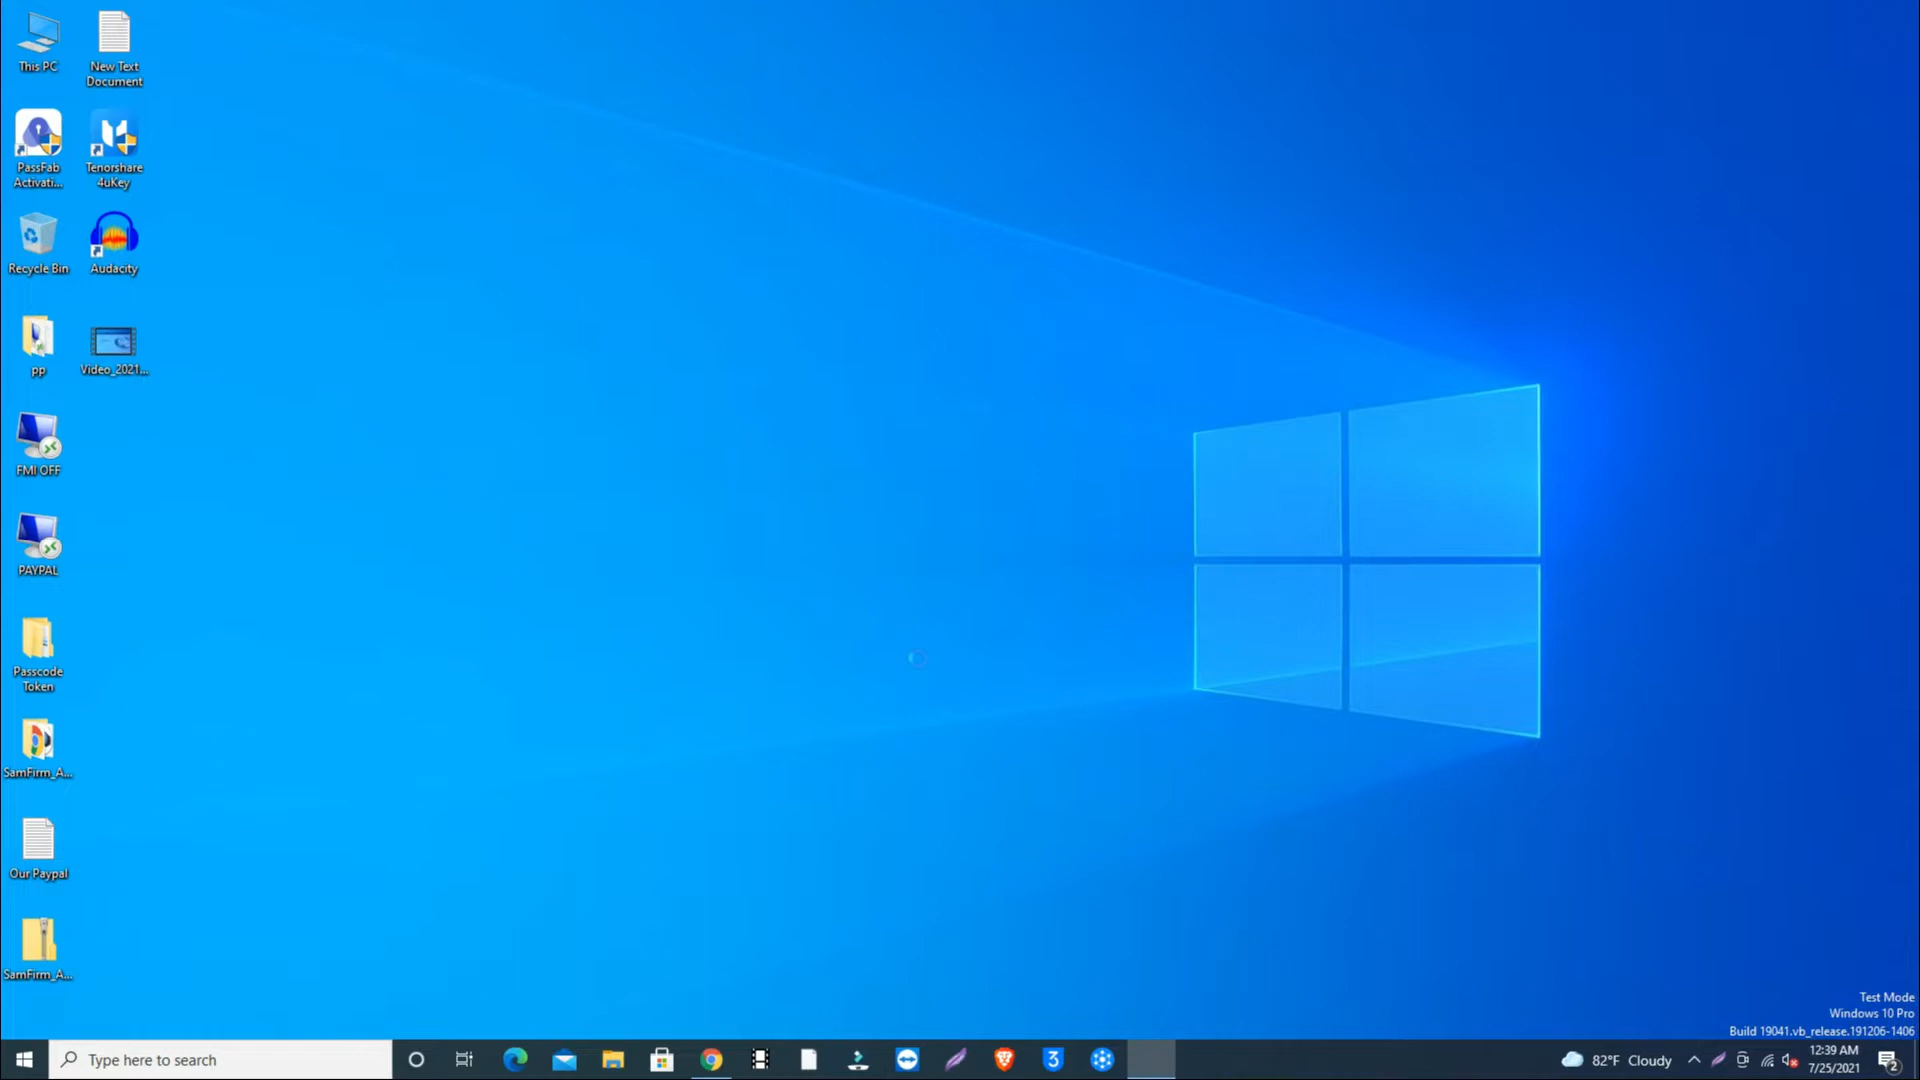 This PC
New Text
Document
PassFab
Activati...
Tenorshare
4uKey
Recycle Bin
Audacity
pp
Video_2021...
FMI OFF
PAYPAL
Passcode
Token
SamFirm_A...
Our Paypal
SamFirm_A...
Test Mode
Windows 10 Pro
Build 19041.vb_release.191206-1406
Type here to search
3
82°F Cloudy
12:39 AM
7/25/2021
2